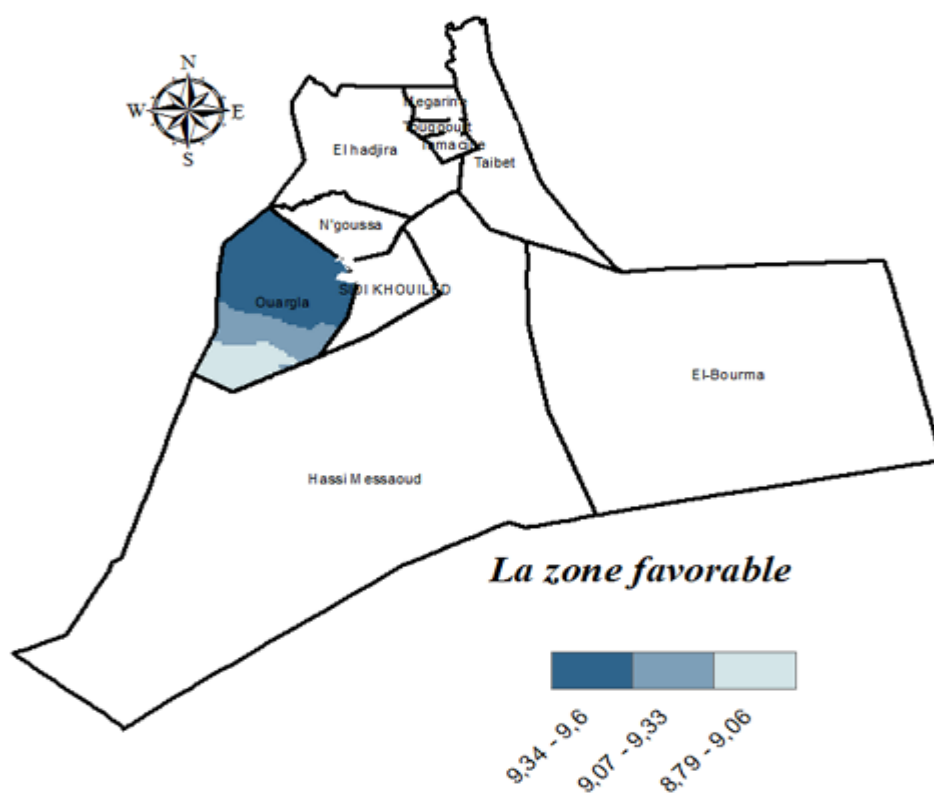 N
W E
S
Megarine
Touggourt
Tamacine
El hadjira
Taibet
N'goussa
SIDI KHOUILED
Ouargla
El-Bourma
Hassi Messaoud
La zone favorable
9,34 - 9,6
9,07 - 9,33
8,79 - 9,06